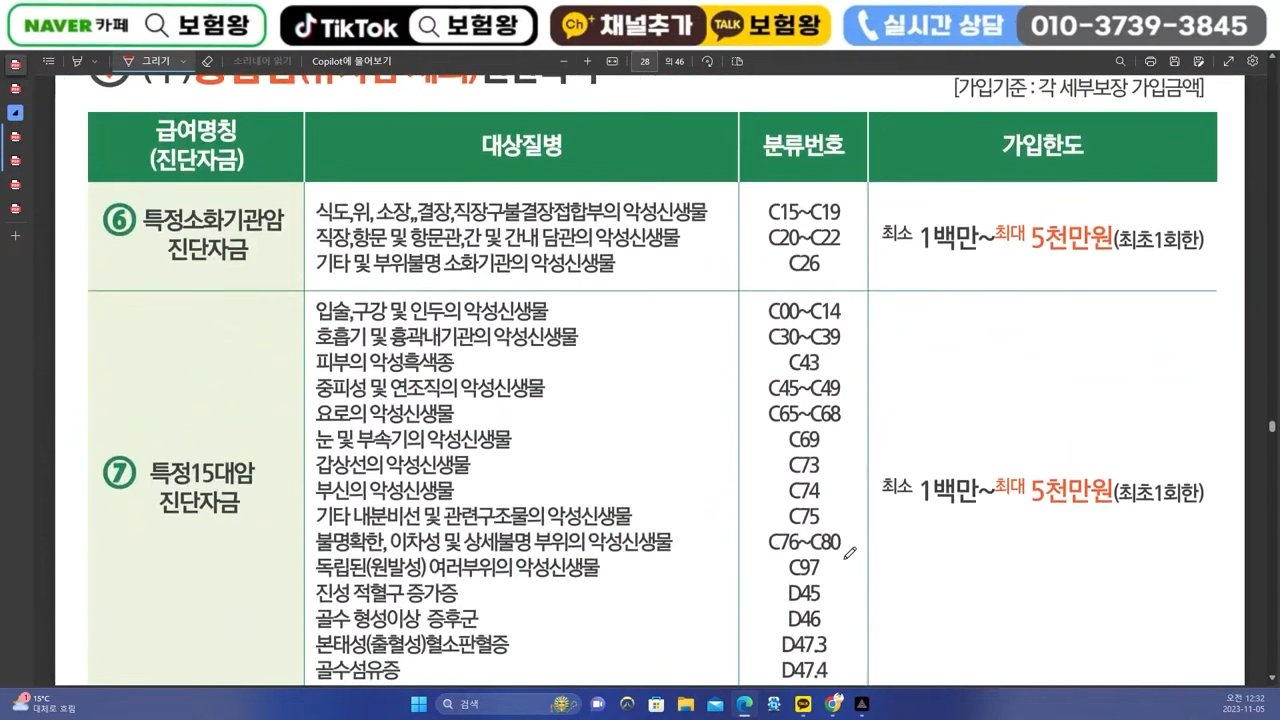 NAVER 카페 보험왕 TikTok 보험왕 Ch+ 채널추가 TALK 보험왕 실시간 상담 010-3739-3845
그리기 소리내어 읽기 Copilot에 물어보기 28 의 46
[가입기준 : 각 세부보장 가입금액]
급여명칭
(진단자금)
대상질병
분류번호
가입한도
⑥ 특정소화기관암
진단자금
식도,위, 소장,,결장,직장구불결장접합부의 악성신생물 C15~C19
직장,항문 및 항문관,간 및 간내 담관의 악성신생물 C20~C22
기타 및 부위불명 소화기관의 악성신생물 C26
최소 1백만~최대 5천만원(최초1회한)
⑦ 특정15대암
진단자금
입술,구강 및 인두의 악성신생물 C00~C14
호흡기 및 흉곽내기관의 악성신생물 C30~C39
피부의 악성흑색종 C43
중피성 및 연조직의 악성신생물 C45~C49
요로의 악성신생물 C65~C68
눈 및 부속기의 악성신생물 C69
갑상선의 악성신생물 C73
부신의 악성신생물 C74
기타 내분비선 및 관련구조물의 악성신생물 C75
불명확한, 이차성 및 상세불명 부위의 악성신생물 C76~C80
독립된(원발성) 여러부위의 악성신생물 C97
진성 적혈구 증가증 D45
골수 형성이상 증후군 D46
본태성(출혈성)혈소판혈증 D47.3
골수섬유증 D47.4
최소 1백만~최대 5천만원(최초1회한)
15°C
대체로 흐림
검색
오전 12:32
2023-11-05